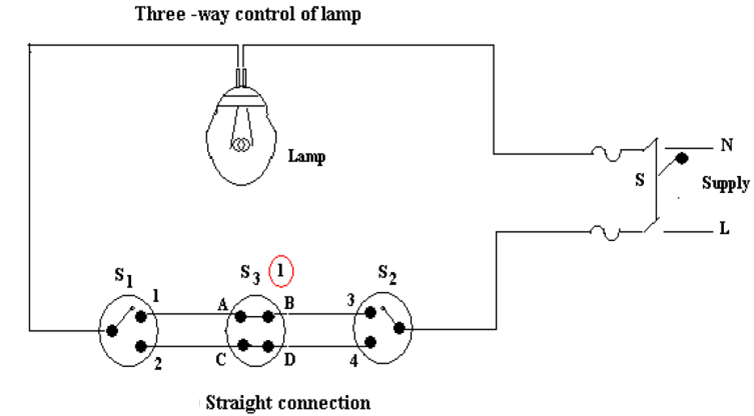 Three -way control of lamp
Lamp
N
S
Supply
L
S1
S3 1
S2
1
A
B
3
2
C
D
4
Straight connection